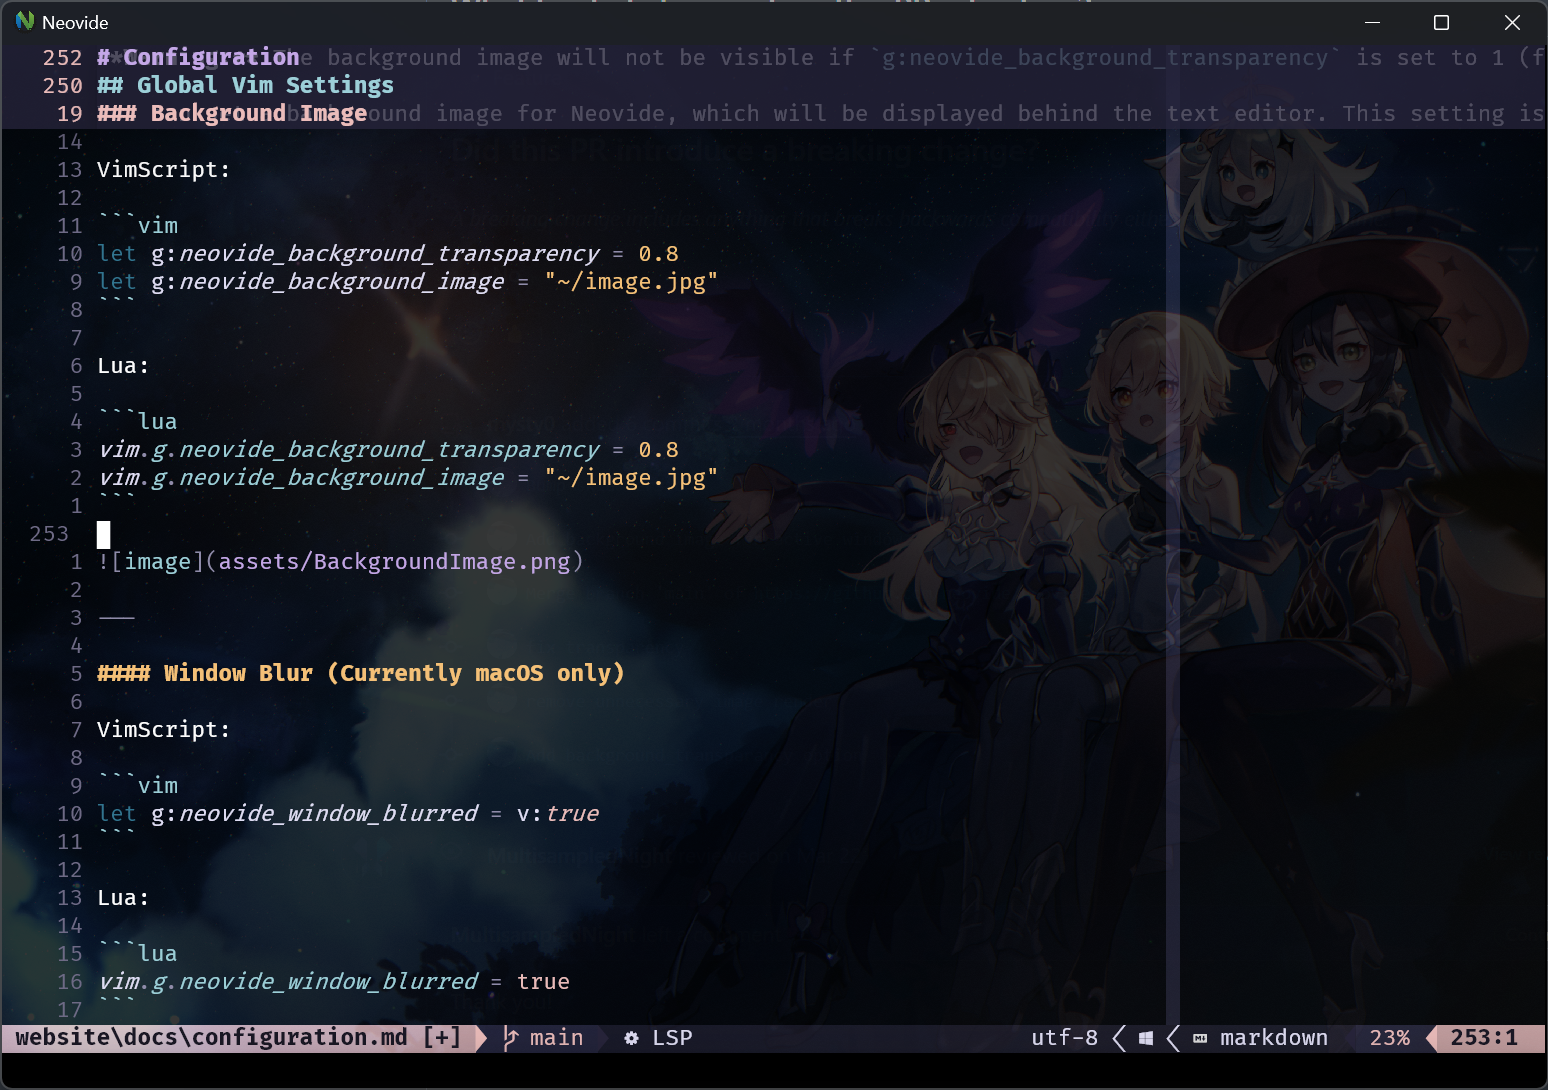 Neovide
252 # Configuration The background image will not be visible if `g:neovide_background_transparency` is set to 1 (f
250 ## Global Vim Settings
19 ### Background Image background image for Neovide, which will be displayed behind the text editor. This setting is
14
13 VimScript:
12
11 ```vim
10 let g:neovide_background_transparency = 0.8
9 let g:neovide_background_image = "~/image.jpg"
8 ```
7
6 Lua:
5
4 ```lua
3 vim.g.neovide_background_transparency = 0.8
2 vim.g.neovide_background_image = "~/image.jpg"
1 ```
253
1 ![image](assets/BackgroundImage.png)
2
3 ---
4
5 #### Window Blur (Currently macOS only)
6
7 VimScript:
8
9 ```vim
10 let g:neovide_window_blurred = v:true
11 ```
12
13 Lua:
14
15 ```lua
16 vim.g.neovide_window_blurred = true
17 ```
website\docs\configuration.md [+] main LSP utf-8 markdown 23% 253:1